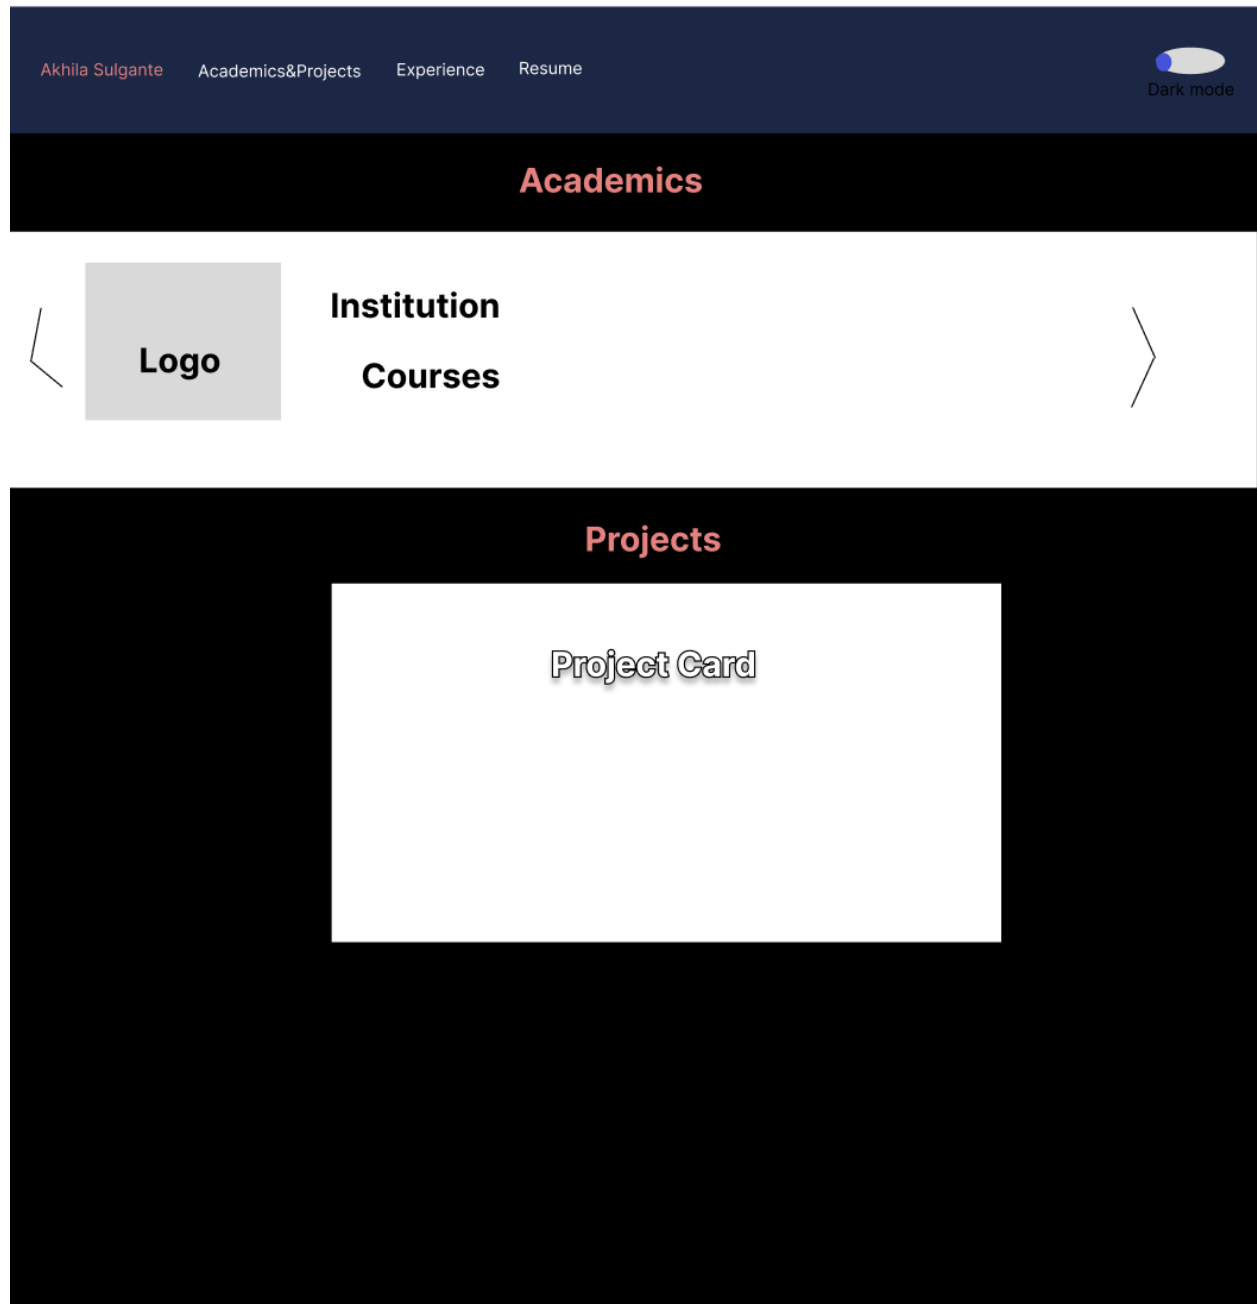 Akhila Sulgante Academics&Projects Experience Resume
Dark mode
Academics
Institution
Logo
Courses
Projects
Project Card